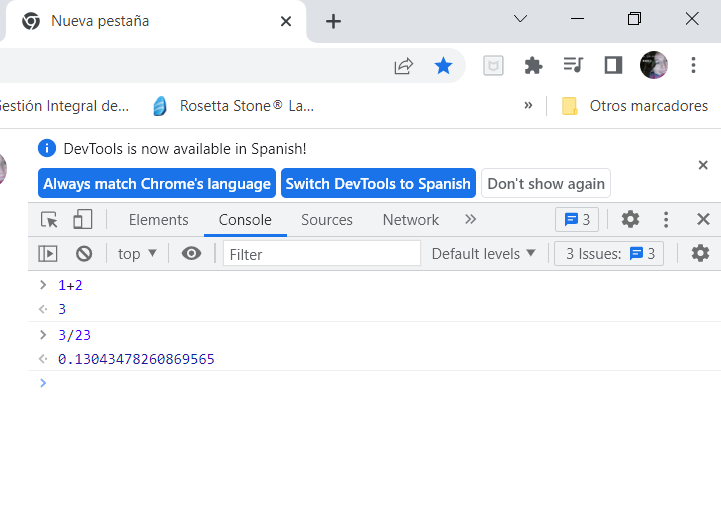 Nueva pestaña
Gestión Integral de... Rosetta Stone® La... » Otros marcadores
DevTools is now available in Spanish!
Always match Chrome's language Switch DevTools to Spanish Don't show again
Elements Console Sources Network » 3
top Filter Default levels 3 Issues: 3
1+2
3
3/23
0.13043478260869565